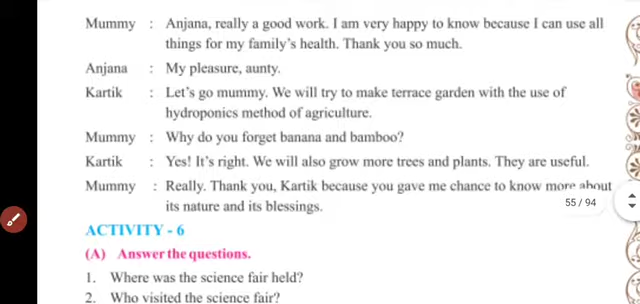 Mummy : Anjana, really a good work. I am very happy to know because I can use all
things for my family's health. Thank you so much.
Anjana : My pleasure, aunty.
Kartik : Let's go mummy. We will try to make terrace garden with the use of
hydroponics method of agriculture.
Mummy : Why do you forget banana and bamboo?
Kartik : Yes! It's right. We will also grow more trees and plants. They are useful.
Mummy : Really. Thank you, Kartik because you gave me chance to know more about
its nature and its blessings.
55 / 94
ACTIVITY - 6
(A) Answer the questions.
1. Where was the science fair held?
2. Who visited the science fair?